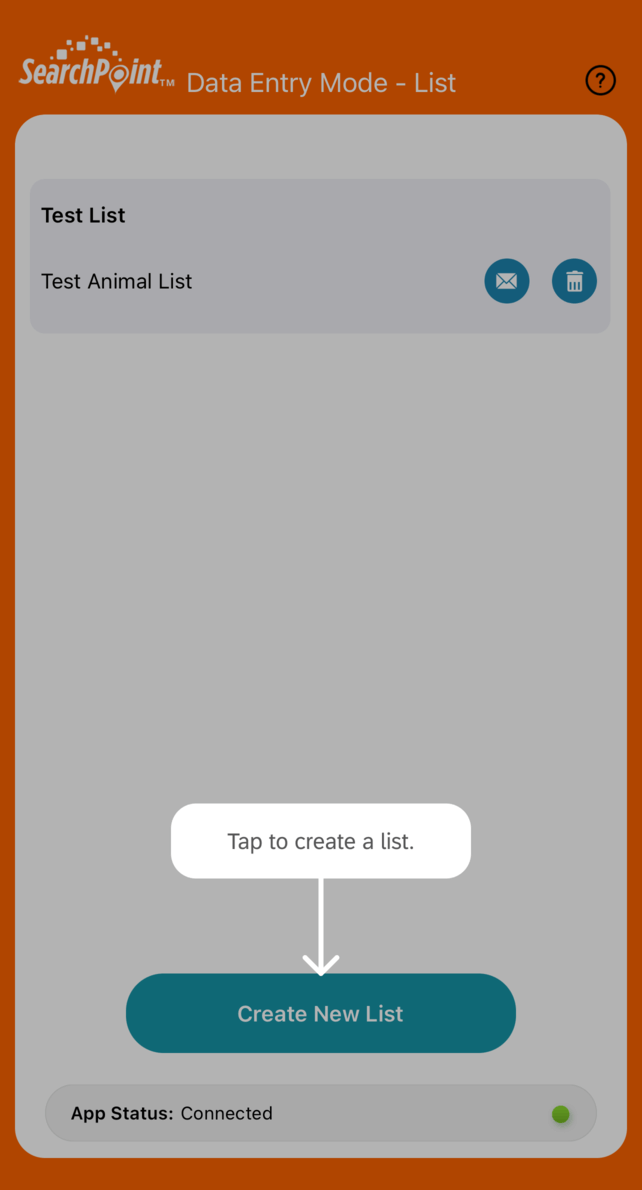 SearchPoint™ Data Entry Mode - List ?
Test List
Test Animal List
Tap to create a list.
Create New List
App Status: Connected